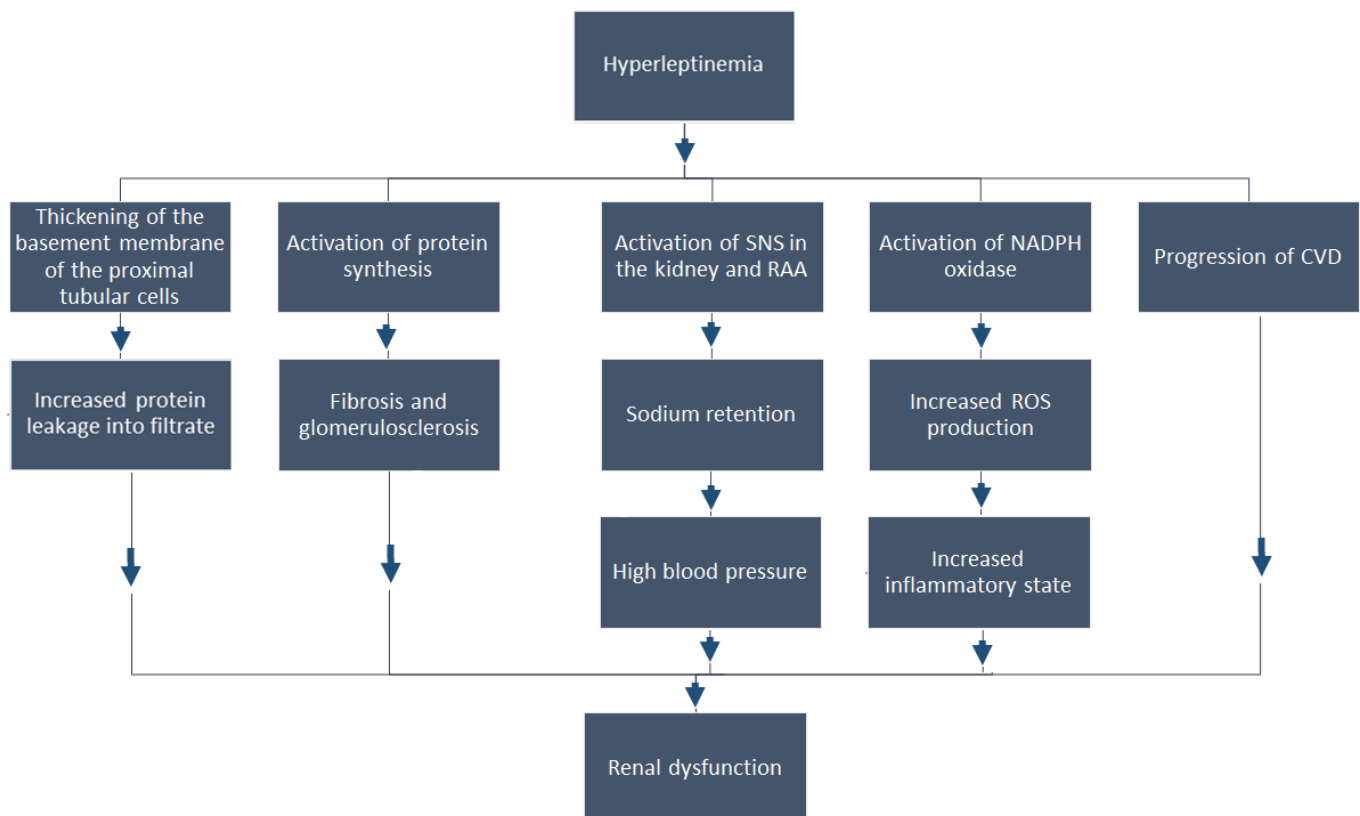 Hyperleptinemia
Thickening of the
basement membrane
of the proximal
tubular cells
Activation of protein
synthesis
Activation of SNS in
the kidney and RAA
Activation of NADPH
oxidase
Progression of CVD
Increased protein
leakage into filtrate
Fibrosis and
glomerulosclerosis
Sodium retention
Increased ROS
production
High blood pressure
Increased
inflammatory state
Renal dysfunction